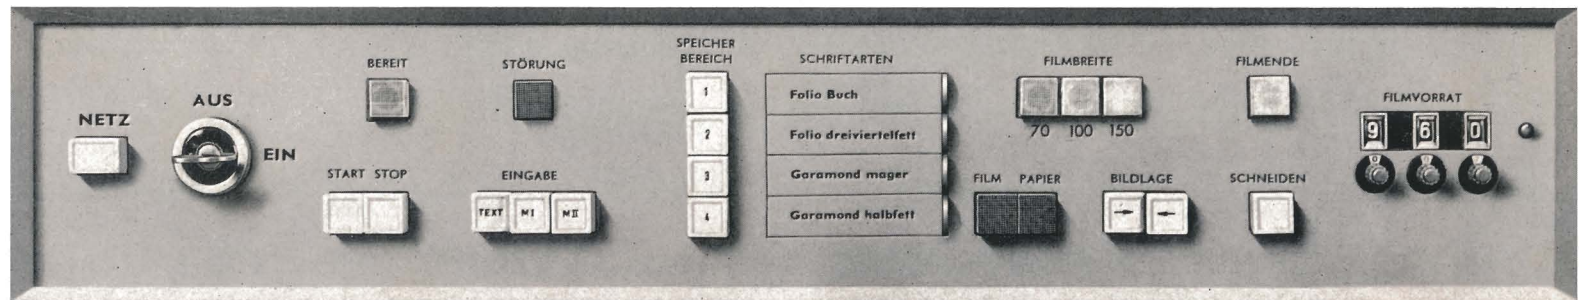 NETZ
AUS
EIN
BEREIT
STÖRUNG
START STOP
EINGABE
TEXT M I M II
SPEICHER
BEREICH
1
2
3
4
SCHRIFTARTEN
Folio Buch
Folio dreiviertelfett
Garamond mager
Garamond halbfett
FILMBREITE
70 100 150
FILM PAPIER
BILDLAGE
→ ←
FILMENDE
SCHNEIDEN
FILMVORRAT
9 6 0